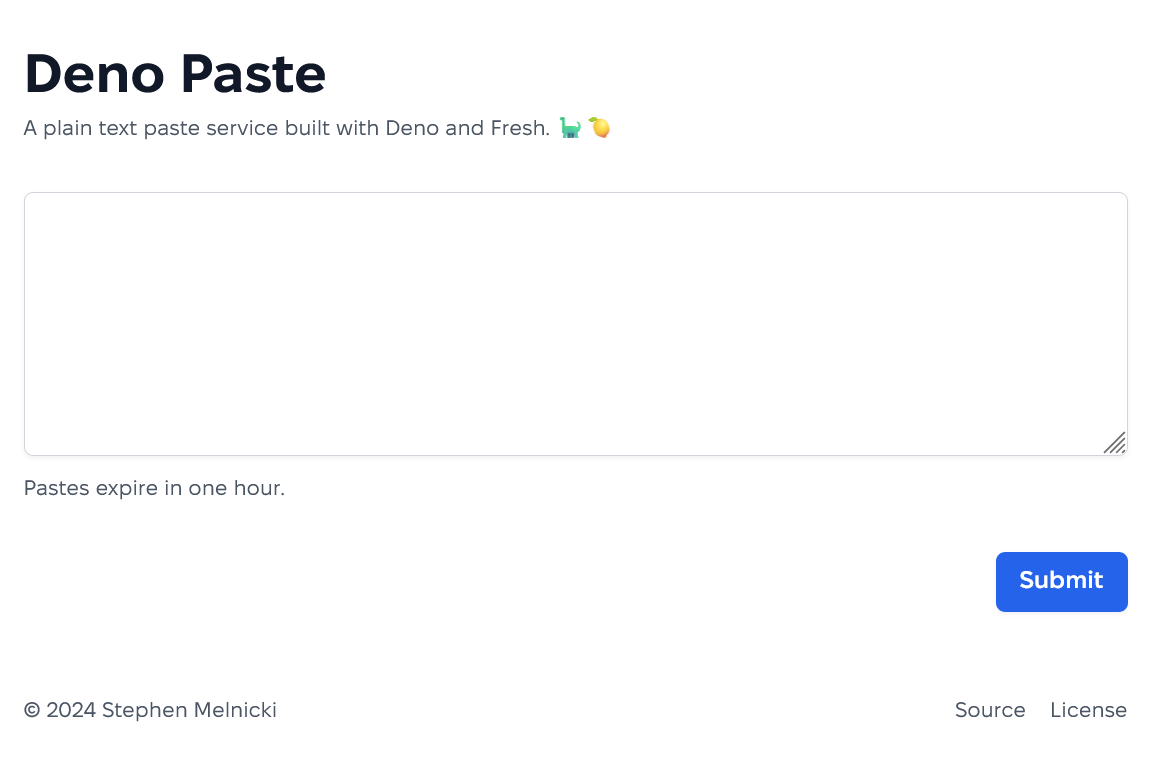 Deno Paste
A plain text paste service built with Deno and Fresh. 🦕 🍋
Pastes expire in one hour.
Submit
© 2024 Stephen Melnicki
Source License